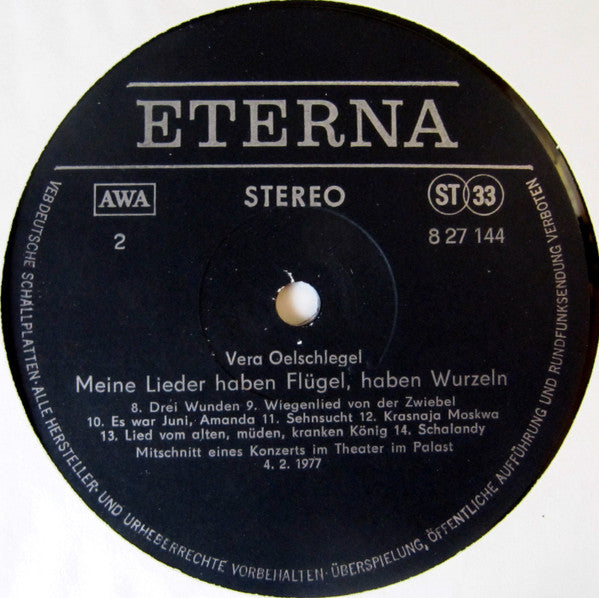 ETERNA
AWA
STEREO
ST 33
2
8 27 144
Vera Oelschlegel
Meine Lieder haben Flügel, haben Wurzeln
8. Drei Wunden 9. Wiegenlied von der Zwiebel
10. Es war Juni, Amanda 11. Sehnsucht 12. Krasnaja Moskwa
13. Lied vom alten, müden, kranken König 14. Schalandy
Mitschnitt eines Konzerts im Theater im Palast
4. 2. 1977
VEB DEUTSCHE SCHALLPLATTEN · ALLE HERSTELLER- UND URHEBERRECHTE VORBEHALTEN · ÜBERSPIELUNG, ÖFFENTLICHE AUFFÜHRUNG UND RUNDFUNKSENDUNG VERBOTEN